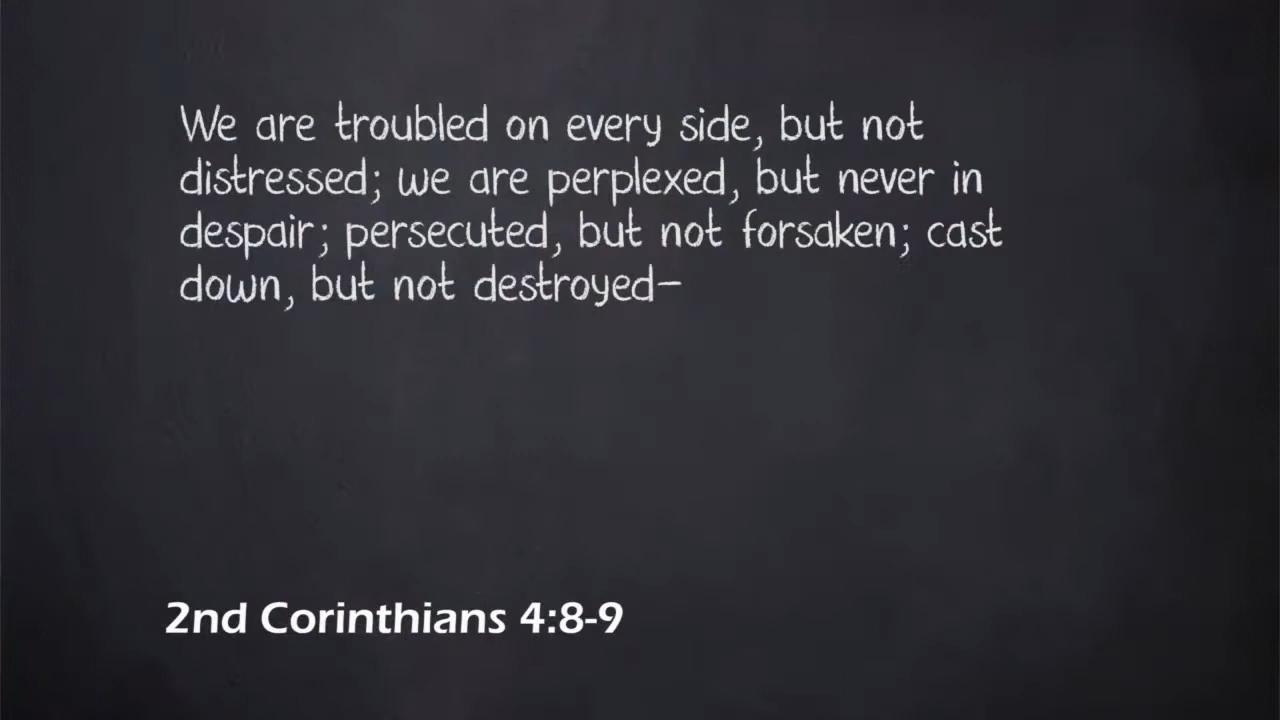 We are troubled on every side, but not
distressed; we are perplexed, but never in
despair; persecuted, but not forsaken; cast
down, but not destroyed—
2nd Corinthians 4:8-9